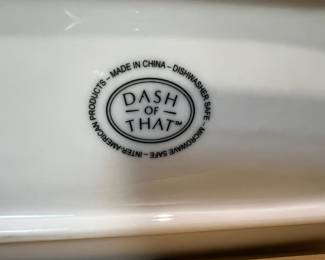 INTER-AMERICAN PRODUCTS – MADE IN CHINA – DISHWASHER SAFE – MICROWAVE SAFE –
DASH
– OF –
THAT™